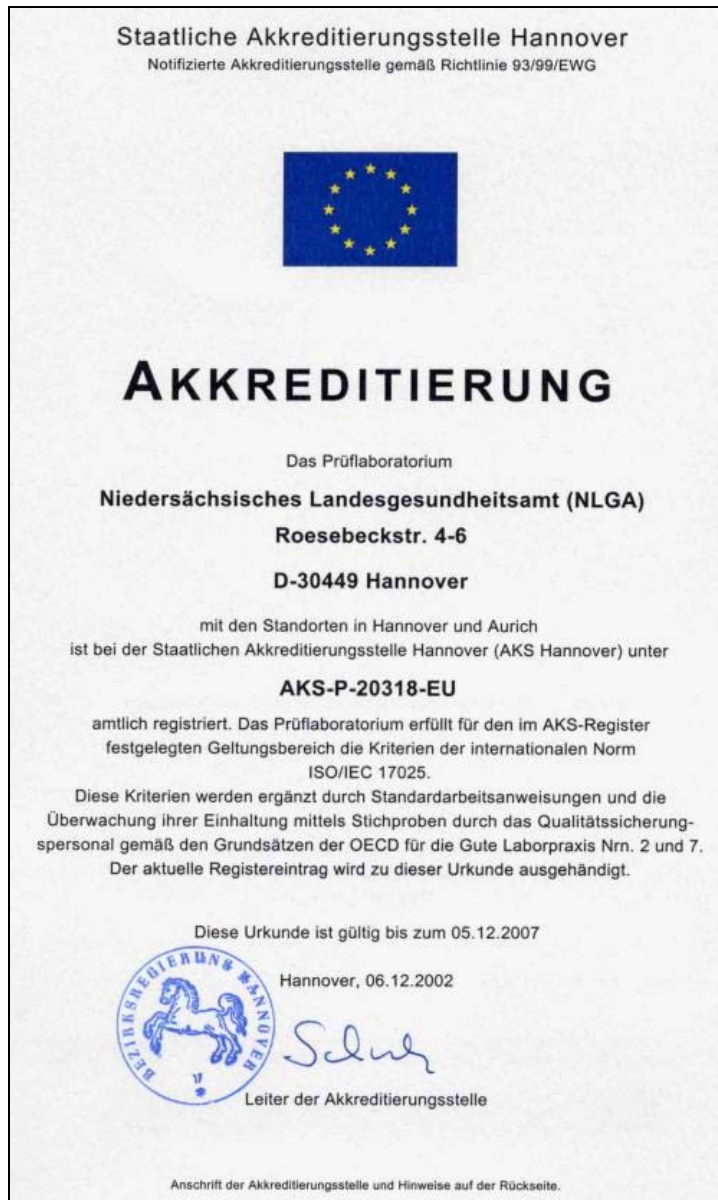 Staatliche Akkreditierungsstelle Hannover
Notifizierte Akkreditierungsstelle gemäß Richtlinie 93/99/EWG
AKKREDITIERUNG
Das Prüflaboratorium
Niedersächsisches Landesgesundheitsamt (NLGA)
Roesebeckstr. 4-6
D-30449 Hannover
mit den Standorten in Hannover und Aurich
ist bei der Staatlichen Akkreditierungsstelle Hannover (AKS Hannover) unter
AKS-P-20318-EU
amtlich registriert. Das Prüflaboratorium erfüllt für den im AKS-Register
festgelegten Geltungsbereich die Kriterien der internationalen Norm
ISO/IEC 17025.
Diese Kriterien werden ergänzt durch Standardarbeitsanweisungen und die
Überwachung ihrer Einhaltung mittels Stichproben durch das Qualitätssicherung-
spersonal gemäß den Grundsätzen der OECD für die Gute Laborpraxis Nrn. 2 und 7.
Der aktuelle Registereintrag wird zu dieser Urkunde ausgehändigt.
Diese Urkunde ist gültig bis zum 05.12.2007
BEZIRKSREGIERUNG HANNOVER
Hannover, 06.12.2002
Leiter der Akkreditierungsstelle
Anschrift der Akkreditierungsstelle und Hinweise auf der Rückseite.